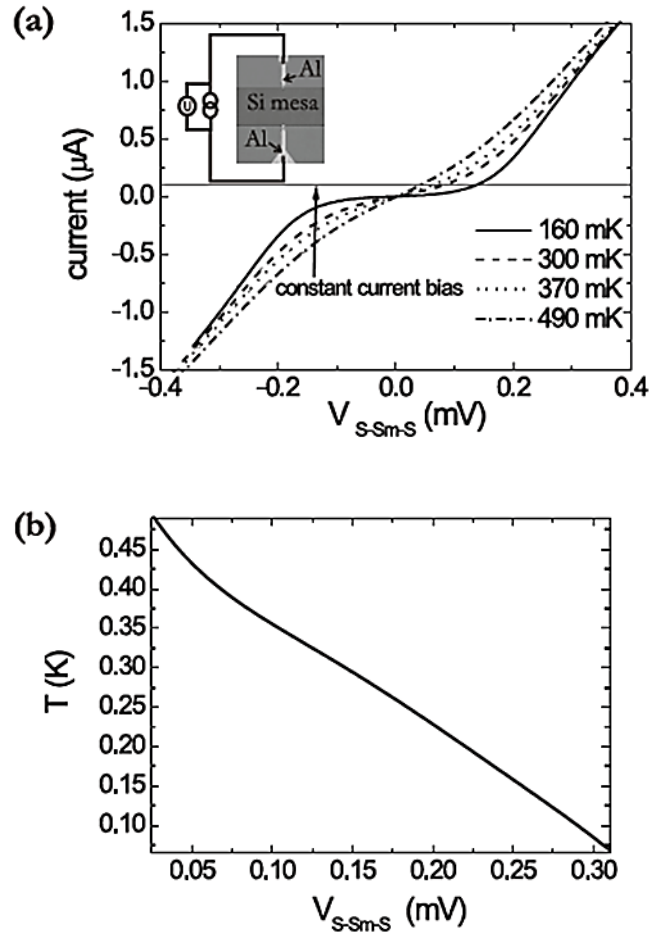 (a)
1.5
1.0
0.5
0.0
−0.5
−1.0
−1.5
current (μA)
U
Al
Si mesa
Al
constant current bias
160 mK
300 mK
370 mK
490 mK
−0.4 −0.2 0.0 0.2 0.4
V S-Sm-S (mV)
(b)
0.45
0.40
0.35
0.30
0.25
0.20
0.15
0.10
T (K)
0.05 0.10 0.15 0.20 0.25 0.30
V S-Sm-S (mV)